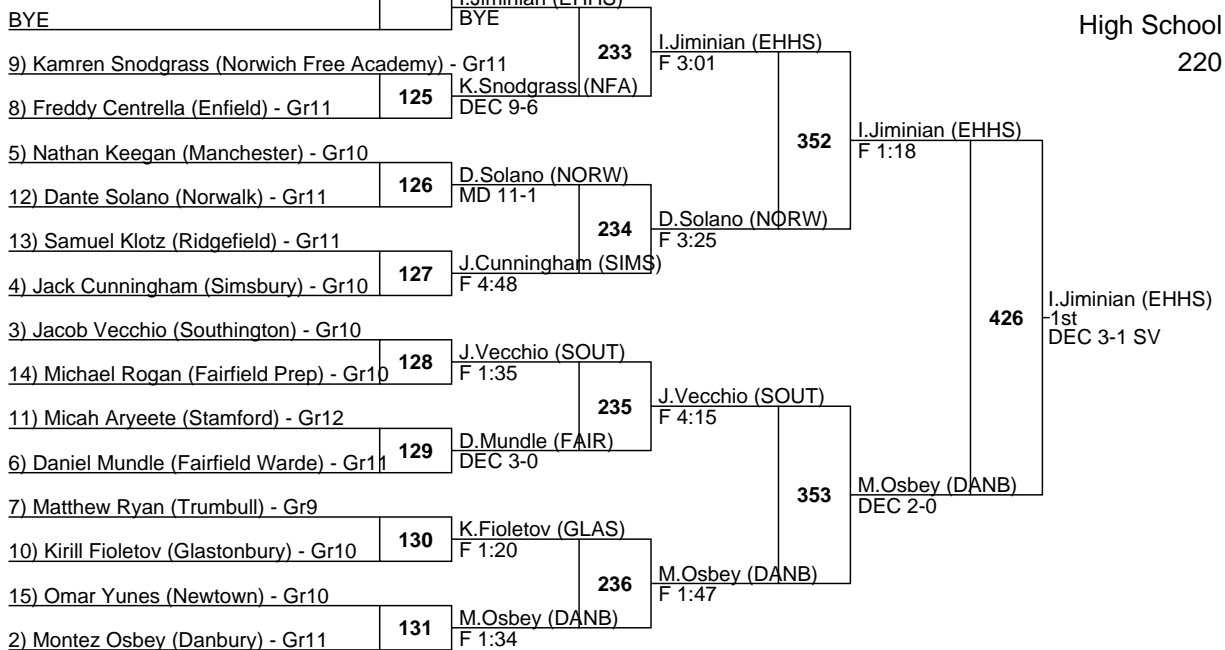 I.Jiminian (EHHS)
BYE
BYE
High School
220
233
I.Jiminian (EHHS)
F 3:01
9) Kamren Snodgrass (Norwich Free Academy) - Gr11
125
K.Snodgrass (NFA)
DEC 9-6
8) Freddy Centrella (Enfield) - Gr11
352
I.Jiminian (EHHS)
F 1:18
5) Nathan Keegan (Manchester) - Gr10
126
D.Solano (NORW)
MD 11-1
12) Dante Solano (Norwalk) - Gr11
234
D.Solano (NORW)
F 3:25
13) Samuel Klotz (Ridgefield) - Gr11
127
J.Cunningham (SIMS)
F 4:48
4) Jack Cunningham (Simsbury) - Gr10
426
I.Jiminian (EHHS)
1st
DEC 3-1 SV
3) Jacob Vecchio (Southington) - Gr10
128
J.Vecchio (SOUT)
F 1:35
14) Michael Rogan (Fairfield Prep) - Gr10
235
J.Vecchio (SOUT)
F 4:15
11) Micah Aryeete (Stamford) - Gr12
129
D.Mundle (FAIR)
DEC 3-0
6) Daniel Mundle (Fairfield Warde) - Gr11
353
M.Osbey (DANB)
DEC 2-0
7) Matthew Ryan (Trumbull) - Gr9
130
K.Fioletov (GLAS)
F 1:20
10) Kirill Fioletov (Glastonbury) - Gr10
236
M.Osbey (DANB)
F 1:47
15) Omar Yunes (Newtown) - Gr10
131
M.Osbey (DANB)
F 1:34
2) Montez Osbey (Danbury) - Gr11